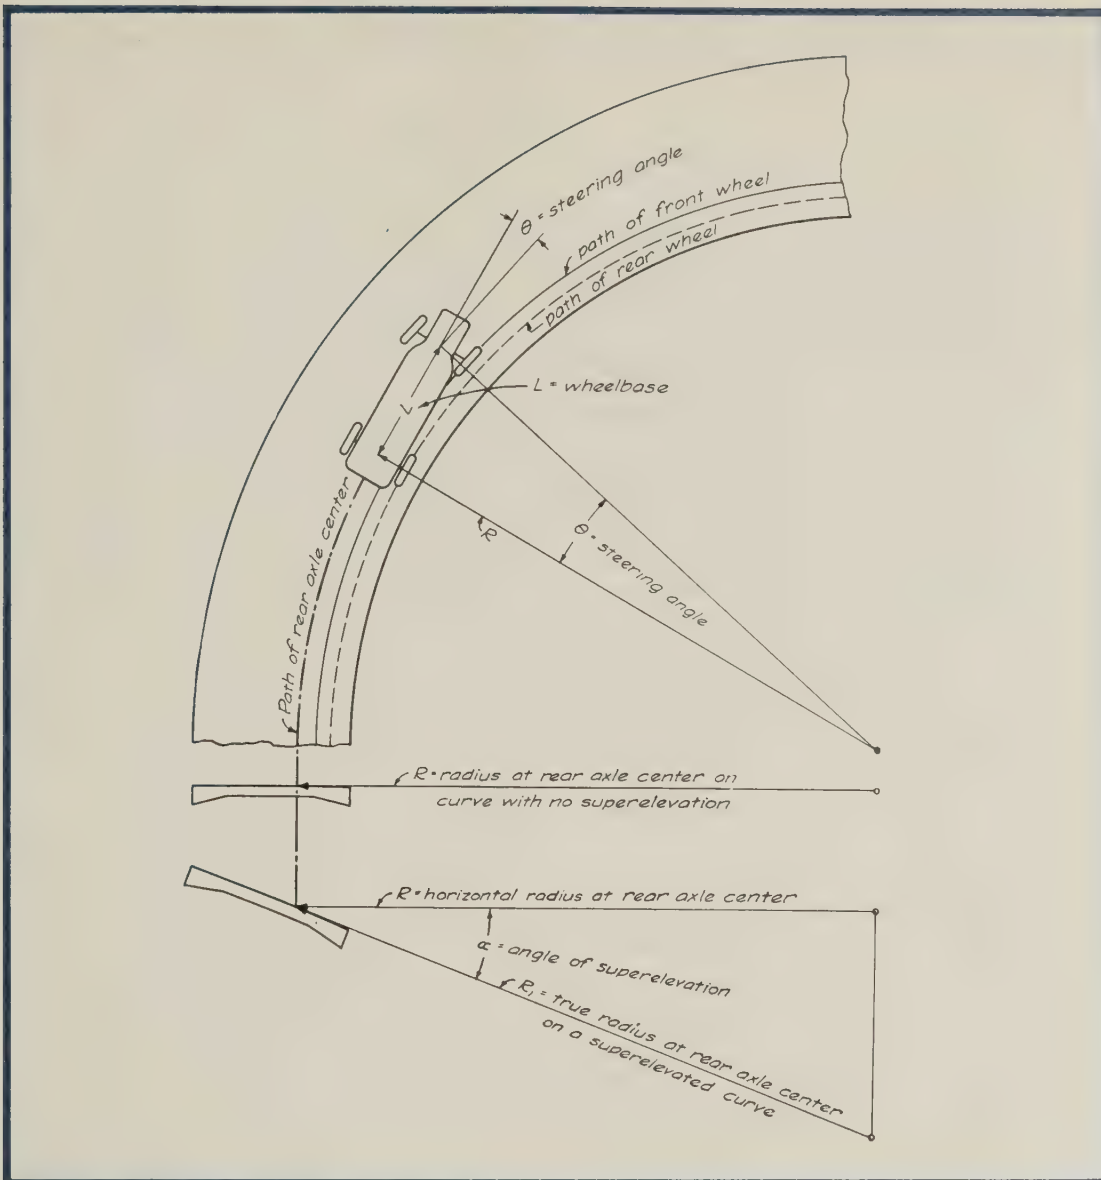 θ = steering angle
path of front wheel
path of rear wheel
L = wheelbase
L
R
θ = steering angle
Path of rear axle center
R = radius at rear axle center on
curve with no superelevation
R = horizontal radius at rear axle center
α = angle of superelevation
R₁ = true radius at rear axle center
on a superelevated curve